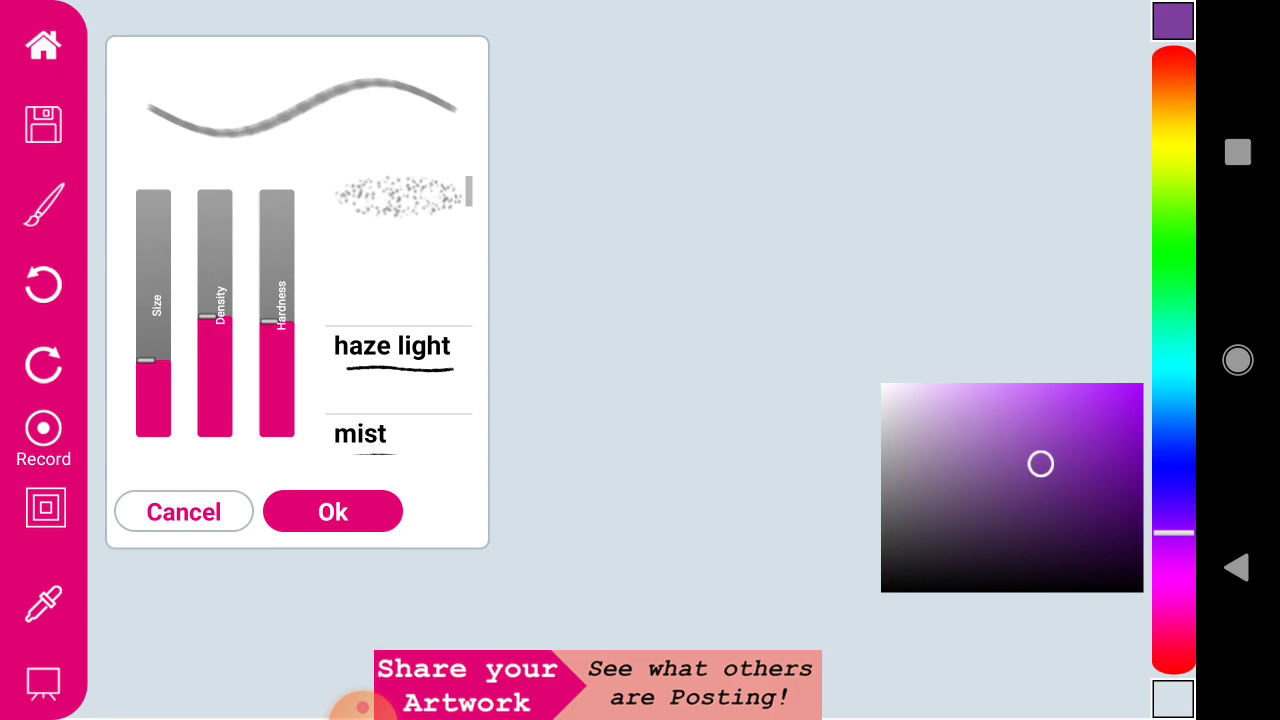 Record
Size
Density
Hardness
haze light
mist
Cancel
Ok
Share your
Artwork
See what others
are Posting!